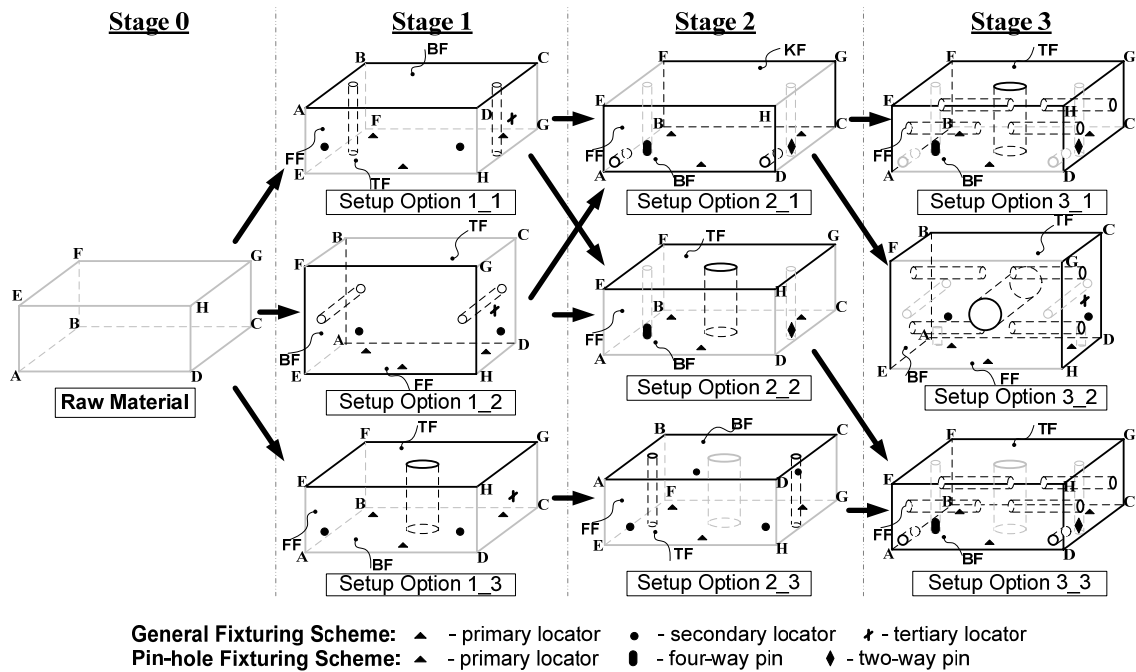 Stage 0
Stage 1
Stage 2
Stage 3
B
BF
C
A
D
F
G
FF
E
TF
H
Setup Option 1_1
F
KF
G
E
H
B
C
FF
A
BF
D
Setup Option 2_1
F
TF
G
E
H
B
C
FF
A
BF
D
Setup Option 3_1
F
G
E
H
B
C
A
D
Raw Material
TF
B
C
F
G
BF
A
D
E
FF
H
Setup Option 1_2
F
TF
G
E
H
B
C
FF
A
BF
D
Setup Option 2_2
TF
B
C
F
G
A
D
BF
E
FF
H
Setup Option 3_2
F
TF
G
E
H
B
C
FF
A
BF
D
Setup Option 1_3
B
BF
C
A
D
F
G
FF
E
TF
H
Setup Option 2_3
F
TF
G
E
H
B
C
FF
A
BF
D
Setup Option 3_3
General Fixturing Scheme: - primary locator - secondary locator - tertiary locator
Pin-hole Fixturing Scheme: - primary locator - four-way pin - two-way pin